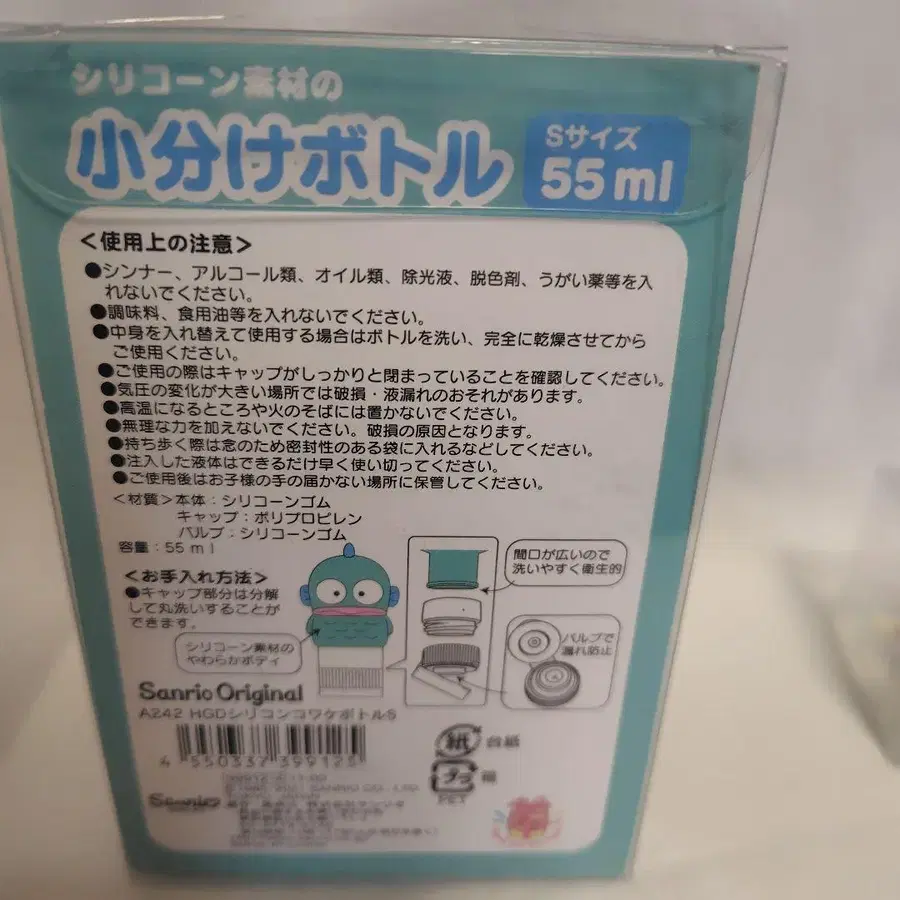 シリコーン素材の
小分けボトル
Sサイズ
55 ml
＜使用上の注意＞
●シンナー、アルコール類、オイル類、除光液、脱色剤、うがい薬等を入
れないでください。
●調味料、食用油等を入れないでください。
●中身を入れ替えて使用する場合はボトルを洗い、完全に乾燥させてから
ご使用ください。
●ご使用の際はキャップがしっかりと閉まっていることを確認してください。
●気圧の変化が大きい場所では破損・液漏れのおそれがあります。
●高温になるところや火のそばには置かないでください。
●無理な力を加えないでください。破損の原因となります。
●持ち歩く際は念のため密封性のある袋に入れるなどしてください。
●注入した液体はできるだけ早く使い切ってください。
●ご使用後はお子様の手の届かない場所に保管してください。
＜材質＞本体：シリコーンゴム
キャップ：ポリプロピレン
バルブ：シリコーンゴム
容量：55 ml
＜お手入れ方法＞
●キャップ部分は分解
して丸洗いすることが
できます。
間口が広いので
洗いやすく衛生的
バルブで
漏れ防止
シリコーン素材の
やわらかボディ
Sanrio Original
A242 HGDシリコンコワケボトルS
4 550337 399125
紙 台紙
プラ 箱
PET
Sanrio